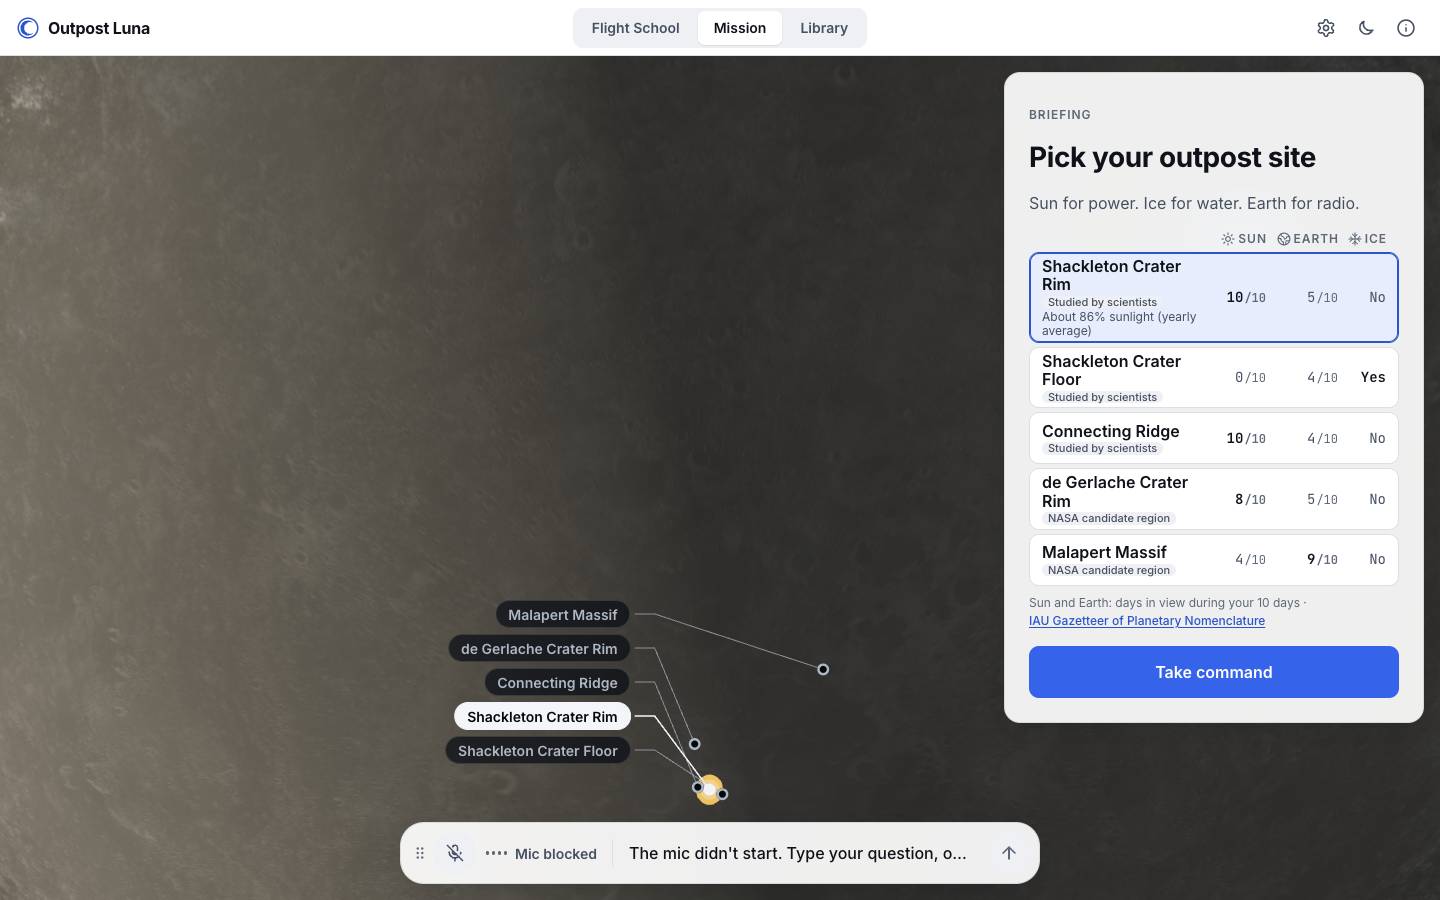 Outpost Luna
Flight School
Mission
Library
BRIEFING
Pick your outpost site
Sun for power. Ice for water. Earth for radio.
SUN EARTH ICE
Shackleton Crater
Rim
Studied by scientists
About 86% sunlight (yearly
average)
10/10 5/10 No
Shackleton Crater
Floor
Studied by scientists
0/10 4/10 Yes
Connecting Ridge
Studied by scientists
10/10 4/10 No
de Gerlache Crater
Rim
NASA candidate region
8/10 5/10 No
Malapert Massif
NASA candidate region
4/10 9/10 No
Sun and Earth: days in view during your 10 days ·
IAU Gazetteer of Planetary Nomenclature
Take command
Malapert Massif
de Gerlache Crater Rim
Connecting Ridge
Shackleton Crater Rim
Shackleton Crater Floor
Mic blocked
The mic didn't start. Type your question, o...